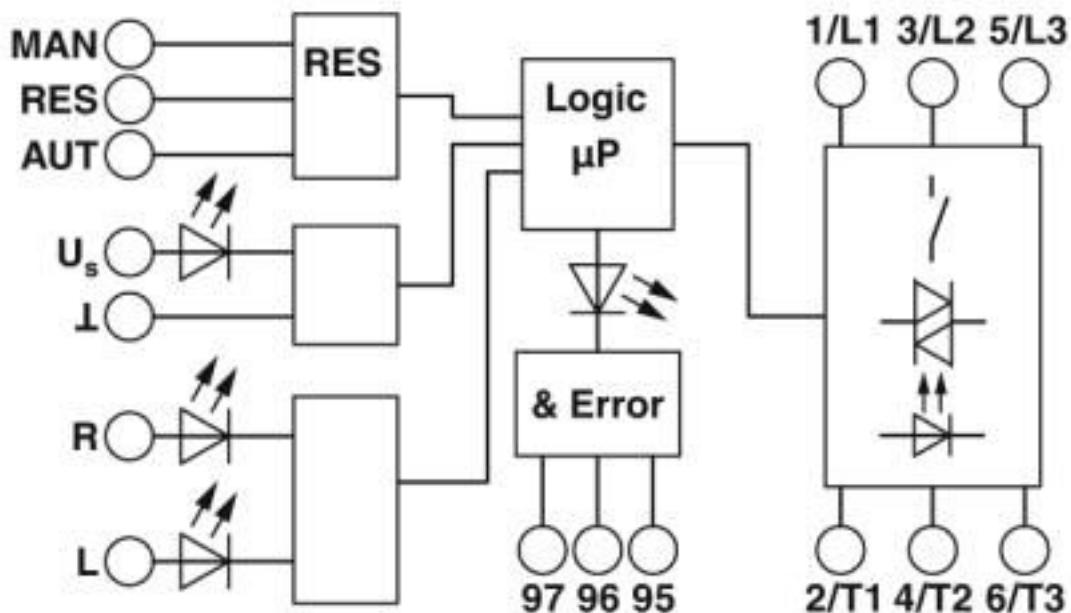 MAN
RES
AUT
RES
U_s
⊥
R
L
Logic
µP
& Error
97 96 95
1/L1 3/L2 5/L3
2/T1 4/T2 6/T3